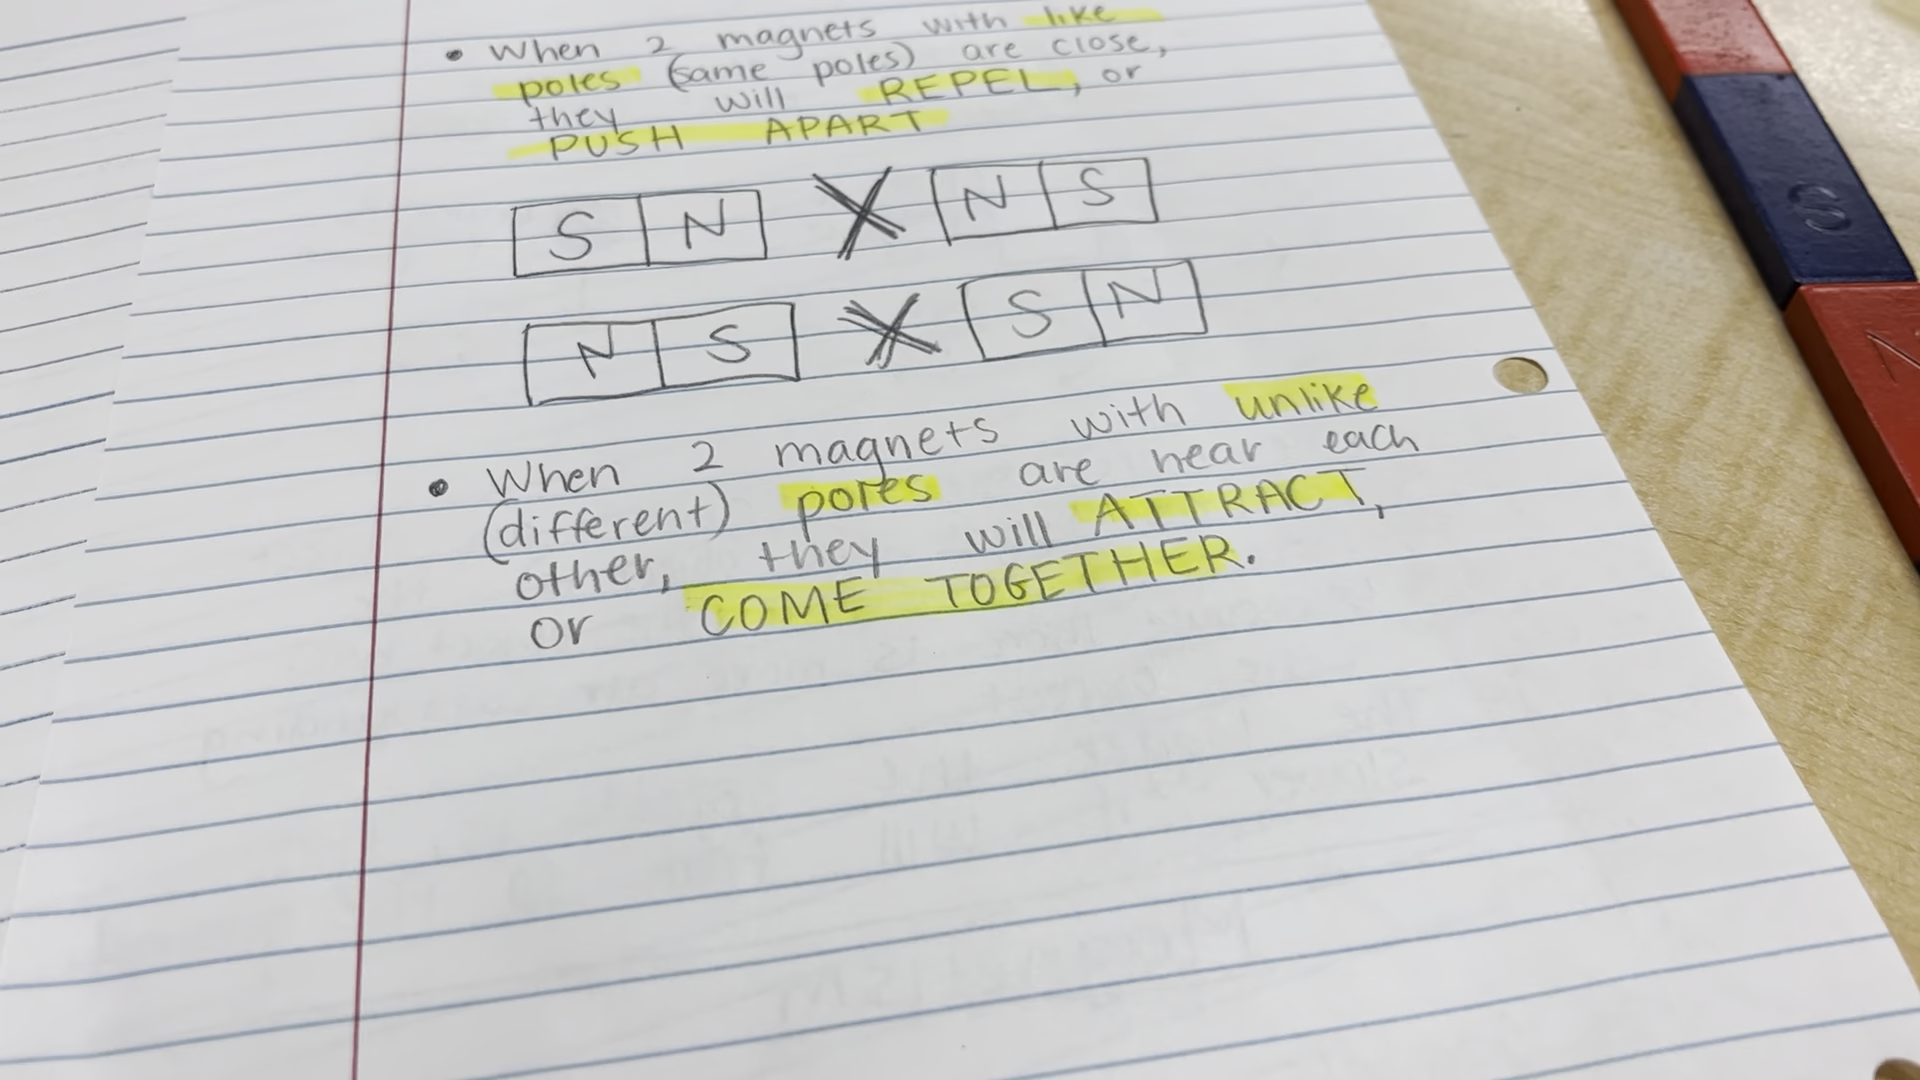 • When 2 magnets with like
poles (same poles) are close,
they will REPEL, or
PUSH APART
S N X N S
N S X S N
• When 2 magnets with unlike
(different) poles are near each
other, they will ATTRACT,
or COME TOGETHER.
S
N